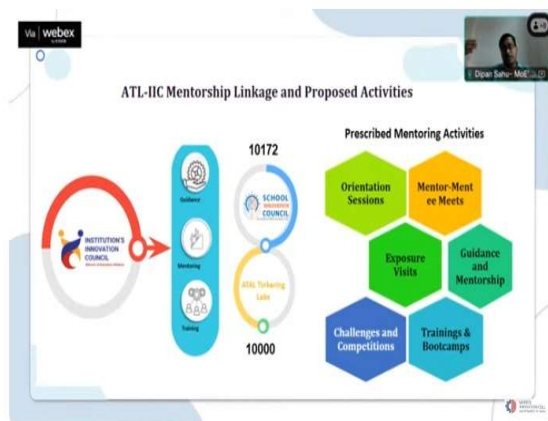 Via webex
Dipan Sahu- MoE
ATL-IIC Mentorship Linkage and Proposed Activities
10172
Guidance
Mentoring
Training
INSTITUTION'S
INNOVATION
COUNCIL
SCHOOL
INNOVATION
COUNCIL
ATAL Tinkering
Labs
10000
Prescribed Mentoring Activities
Orientation
Sessions
Mentor-Ment
ee Meets
Exposure
Visits
Guidance
and
Mentorship
Challenges and
Competitions
Trainings &
Bootcamps